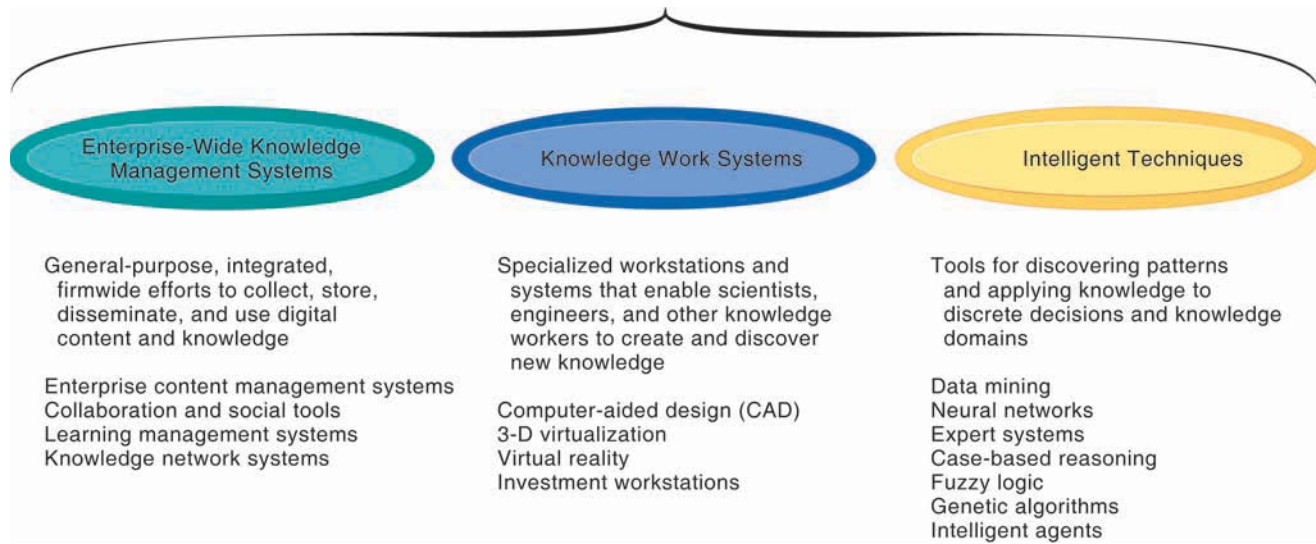 Enterprise-Wide Knowledge
Management Systems
General-purpose, integrated,
firmwide efforts to collect, store,
disseminate, and use digital
content and knowledge
Enterprise content management systems
Collaboration and social tools
Learning management systems
Knowledge network systems
Knowledge Work Systems
Specialized workstations and
systems that enable scientists,
engineers, and other knowledge
workers to create and discover
new knowledge
Computer-aided design (CAD)
3-D virtualization
Virtual reality
Investment workstations
Intelligent Techniques
Tools for discovering patterns
and applying knowledge to
discrete decisions and knowledge
domains
Data mining
Neural networks
Expert systems
Case-based reasoning
Fuzzy logic
Genetic algorithms
Intelligent agents